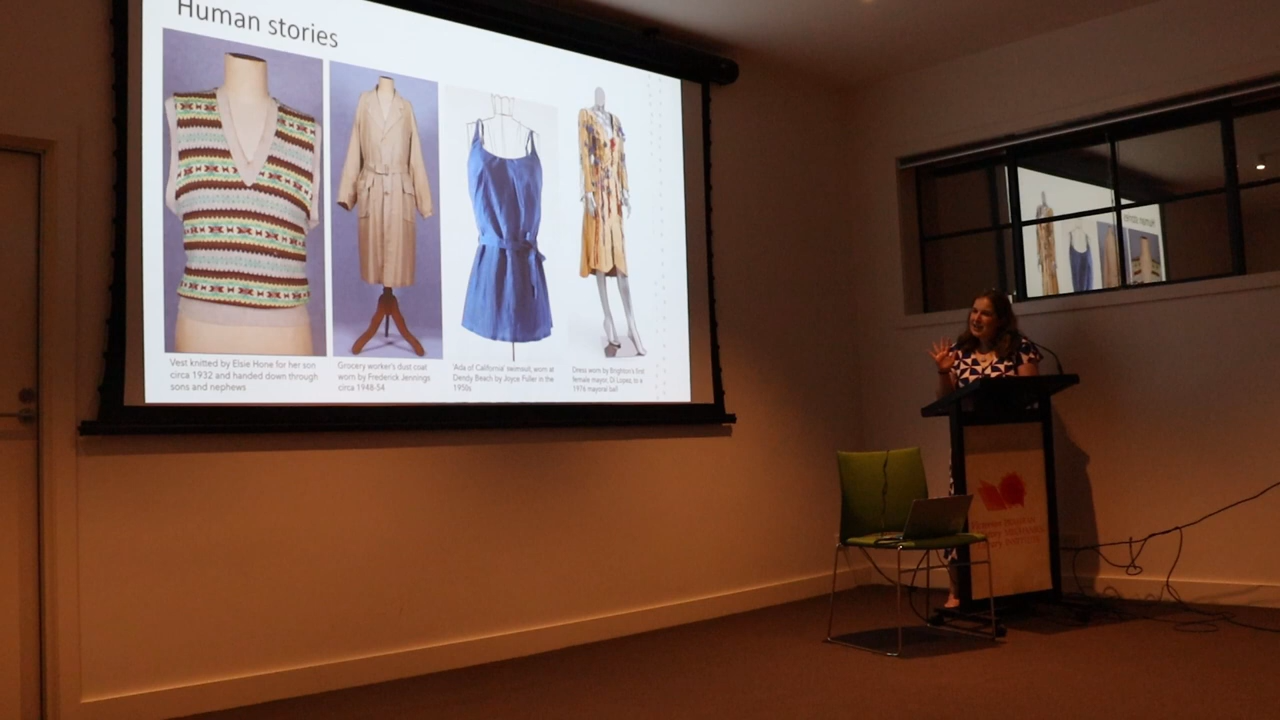 Human stories
Vest knitted by Elsie Hone for her son
circa 1932 and handed down through
sons and nephews
Grocery worker's dust coat
worn by Frederick Jennings
circa 1948-54
'Ada of California' swimsuit, worn at
Dendy Beach by Joyce Fuller in the
1950s
Dress worn by Brighton's first
female mayor, Di Lopez, to a
1976 mayoral ball
Human stories